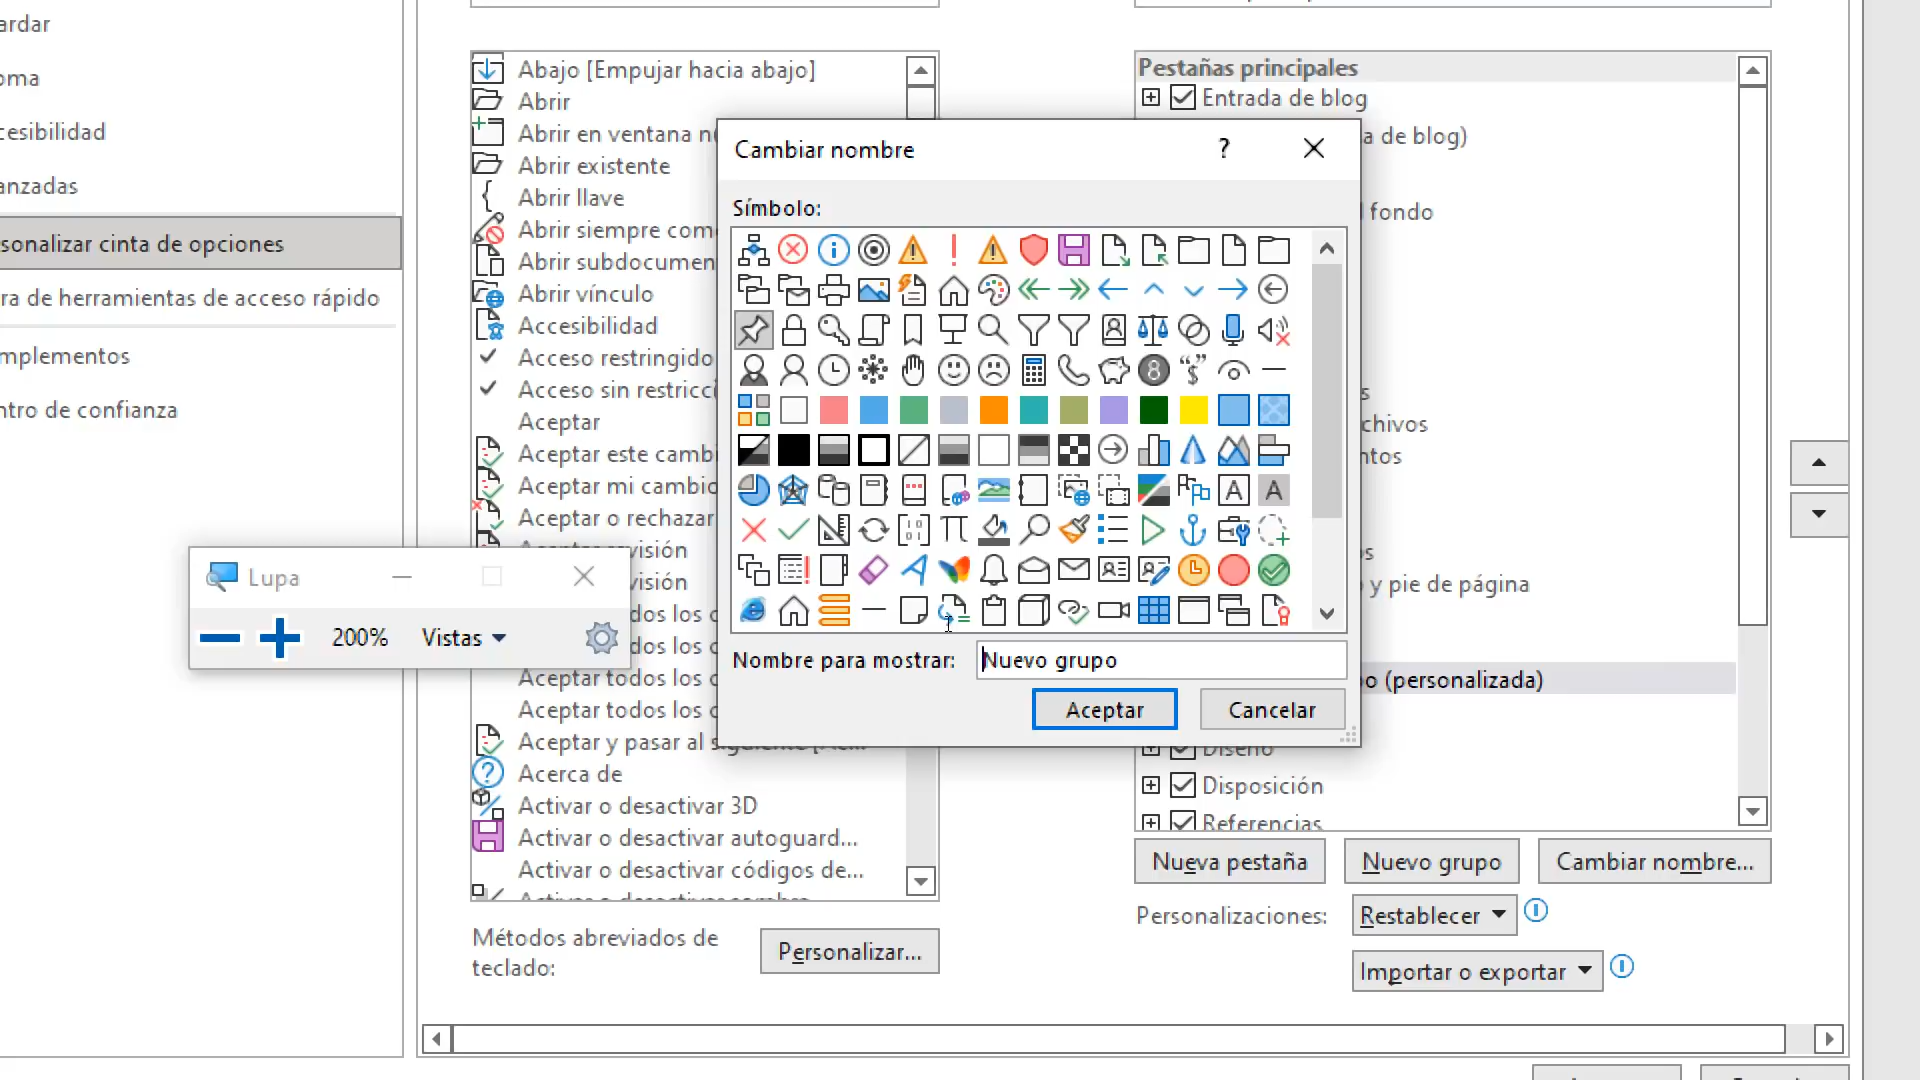 ardar
oma
cesibilidad
anzadas
sonalizar cinta de opciones
ra de herramientas de acceso rápido
mplementos
ntro de confianza
Abajo [Empujar hacia abajo]
Abrir
Abrir en ventana n
Abrir existente
Abrir llave
Abrir siempre com
Abrir subdocumen
Abrir vínculo
Accesibilidad
Acceso restringido
Acceso sin restricci
Aceptar
Aceptar este cambi
Aceptar mi cambio
Aceptar o rechazar
visión
visión
dos los c
dos los c
Aceptar todos los c
Aceptar todos los c
Aceptar y pasar al siguiente [Ac...
Acerca de
Activar o desactivar 3D
Activar o desactivar autoguard...
Activar o desactivar códigos de...
Métodos abreviados de
teclado:
Personalizar...
Lupa
200%
Vistas
Cambiar nombre
?
Símbolo:
Nombre para mostrar:
Nuevo grupo
Aceptar
Cancelar
Pestañas principales
Entrada de blog
a de blog)
l fondo
s
chivos
ntos
s
y pie de página
po (personalizada)
Diseño
Disposición
Referencias
Nueva pestaña
Nuevo grupo
Cambiar nombre...
Personalizaciones:
Restablecer
Importar o exportar